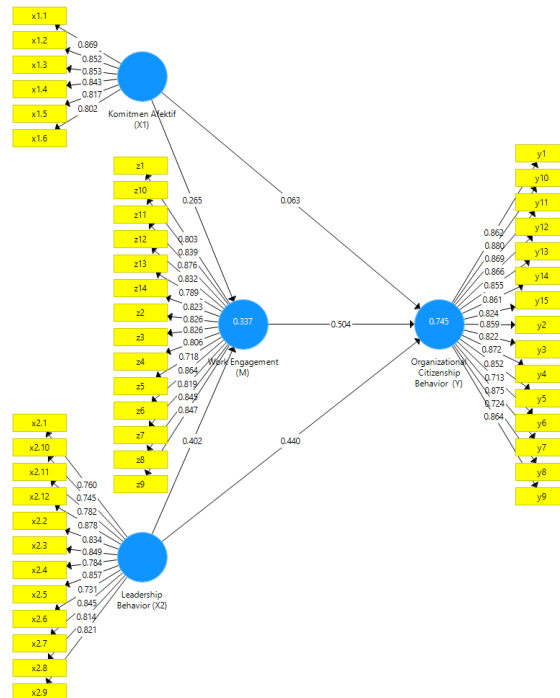 x1.1
x1.2
x1.3
x1.4
x1.5
x1.6
0.869
0.852
0.853
0.843
0.817
0.802
Komitmen Afektif
(X1)
0.265
0.063
z1
z10
z11
z12
z13
z14
z2
z3
z4
z5
z6
z7
z8
z9
0.803
0.839
0.876
0.832
0.789
0.823
0.826
0.826
0.806
0.718
0.864
0.819
0.845
0.847
0.337
Work Engagement
(M)
0.504
0.402
0.440
y1
y10
y11
y12
y13
y14
y15
y2
y3
y4
y5
y6
y7
y8
y9
0.862
0.880
0.869
0.866
0.855
0.861
0.824
0.859
0.822
0.872
0.852
0.713
0.875
0.724
0.864
0.745
Organizational
Citizenship
Behavior (Y)
x2.1
x2.10
x2.11
x2.12
x2.2
x2.3
x2.4
x2.5
x2.6
x2.7
x2.8
x2.9
0.760
0.745
0.782
0.878
0.834
0.849
0.784
0.857
0.731
0.845
0.814
0.821
Leadership
Behavior (X2)